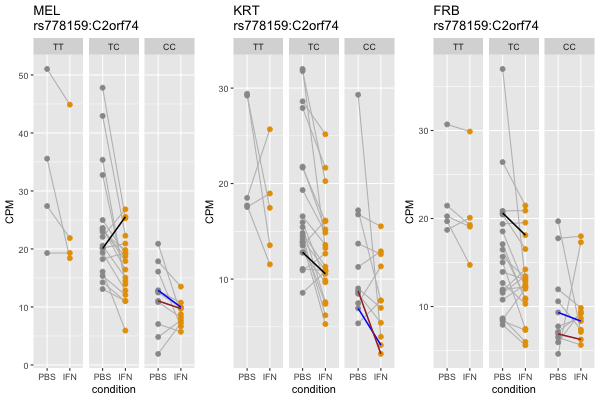 MEL
rs778159:C2orf74
TT TC CC
CPM
50
40
30
20
10
0
PBS IFN PBS IFN PBS IFN
condition
KRT
rs778159:C2orf74
TT TC CC
CPM
30
20
10
PBS IFN PBS IFN PBS IFN
condition
FRB
rs778159:C2orf74
TT TC CC
CPM
30
20
10
PBS IFN PBS IFN PBS IFN
condition